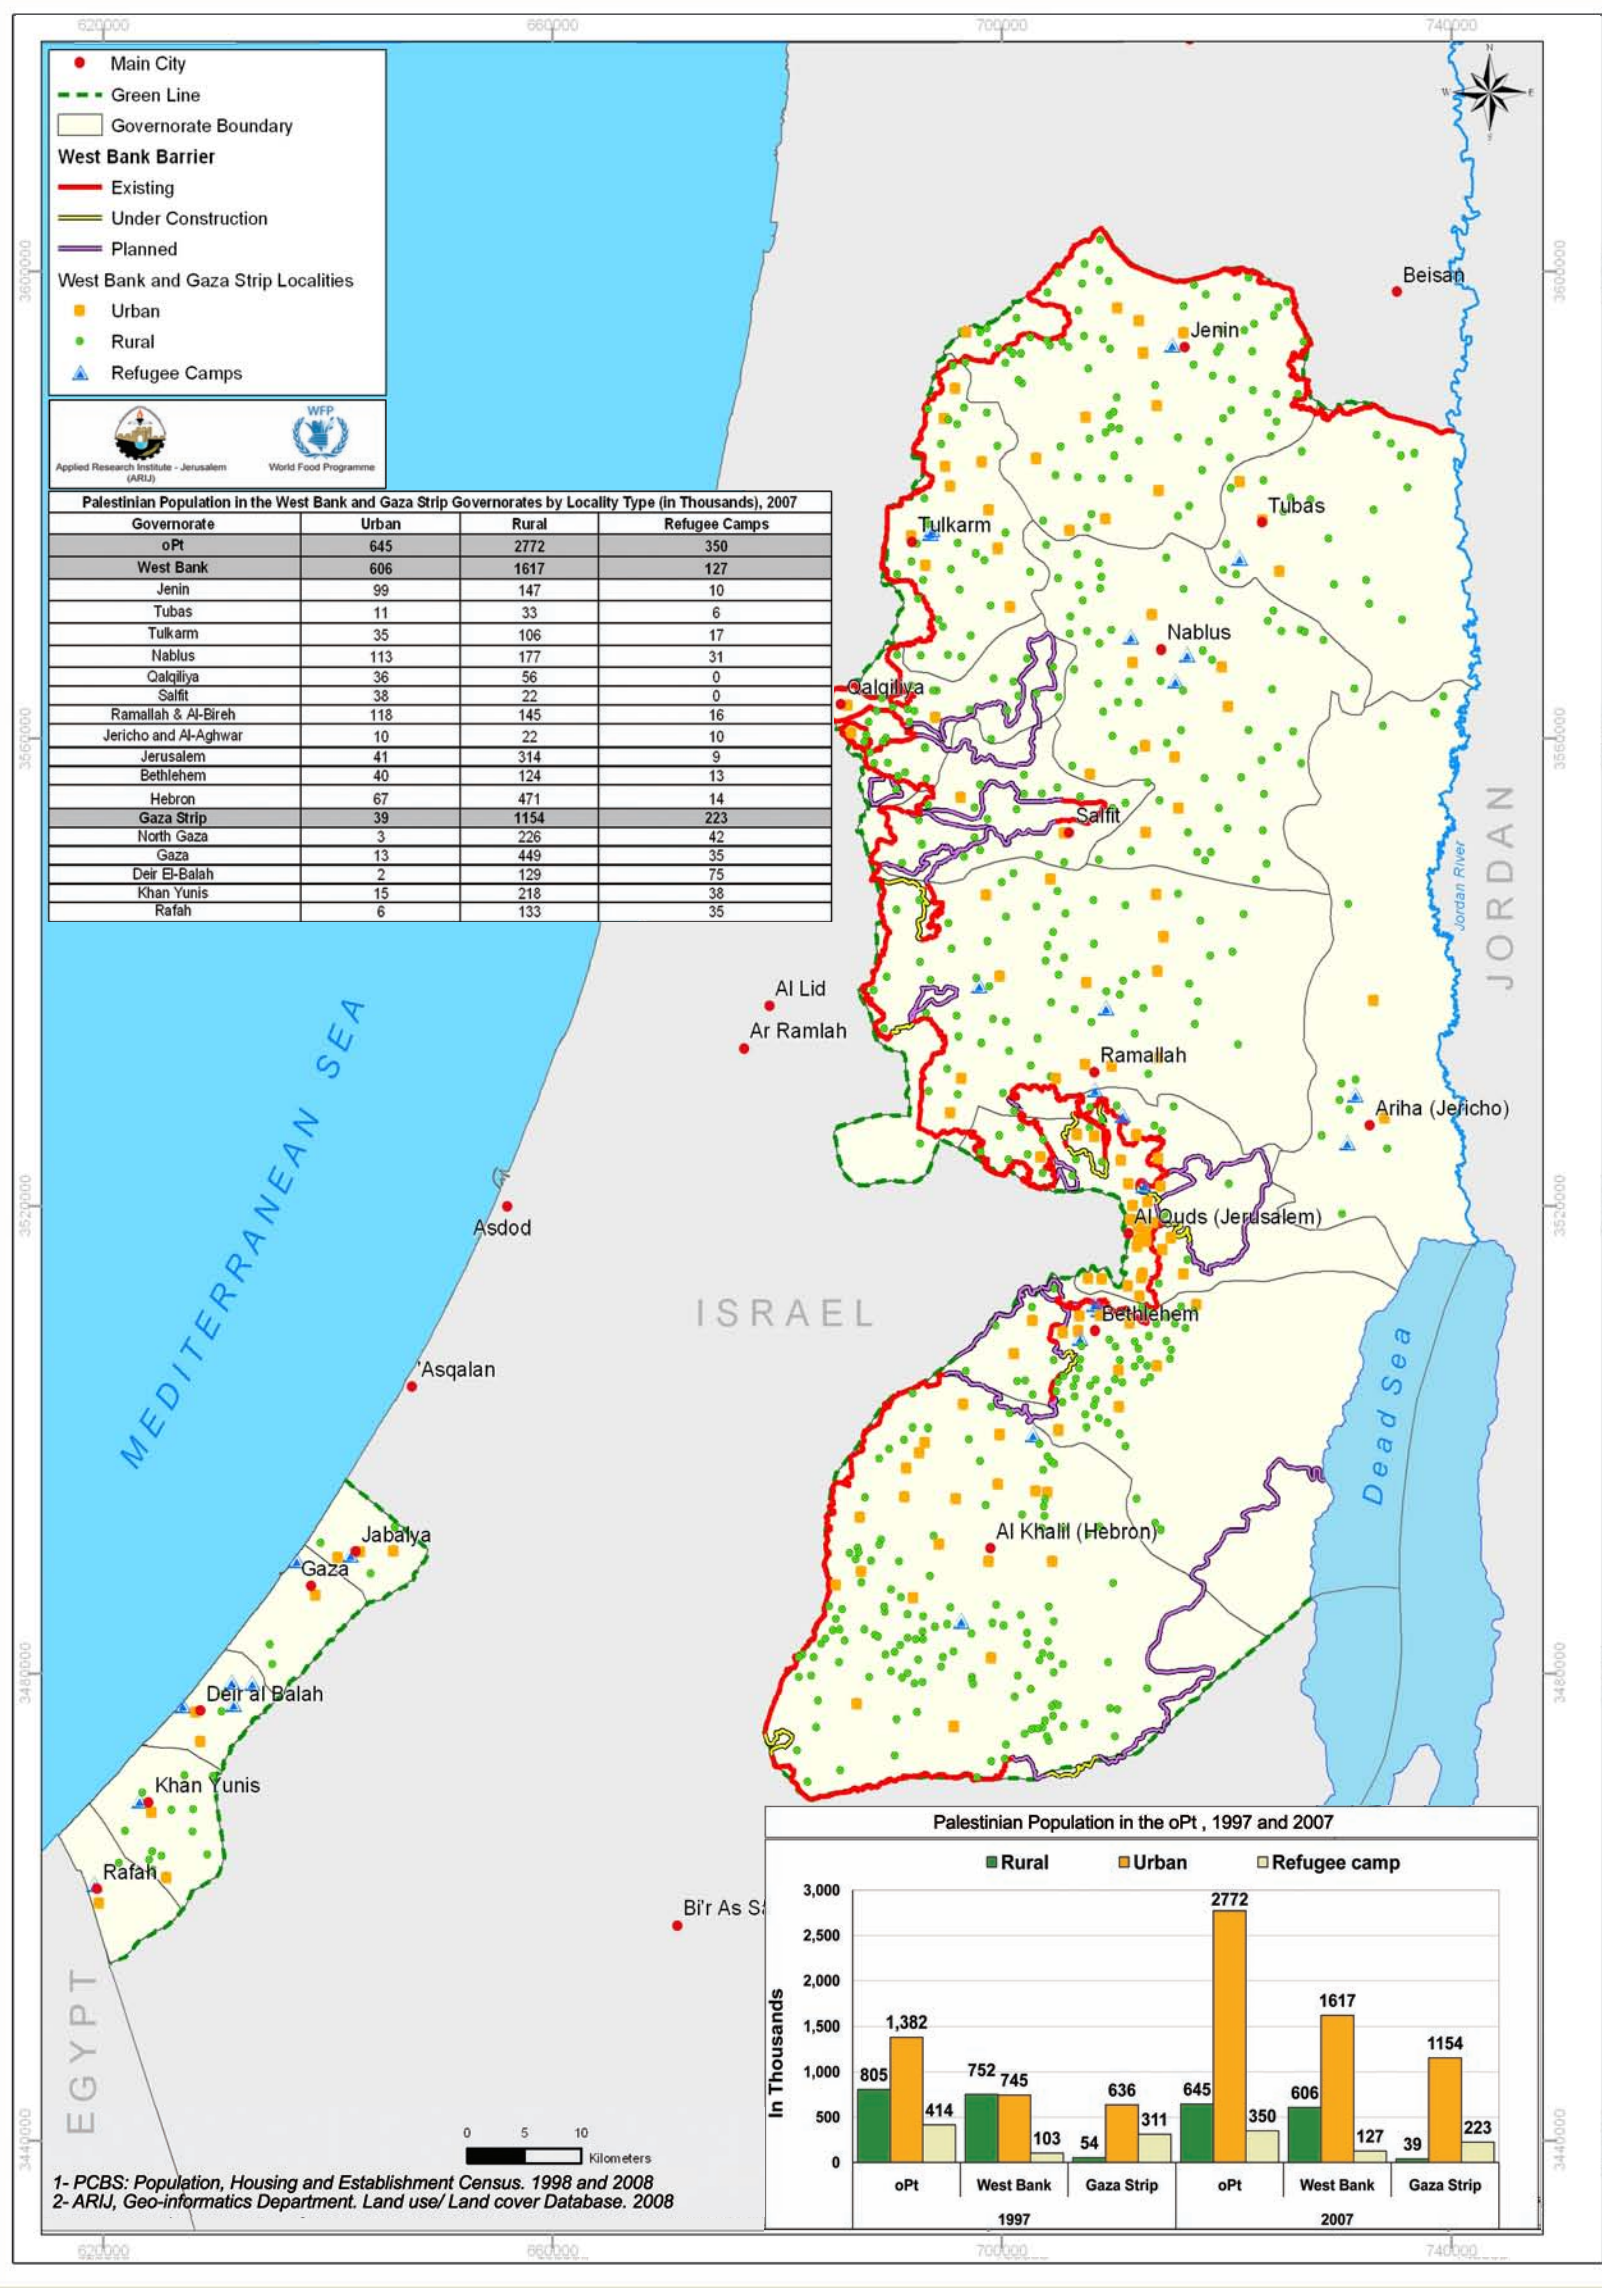 620000
660000
700000
740000
Main City
Green Line
Governorate Boundary
West Bank Barrier
Existing
Under Construction
Planned
West Bank and Gaza Strip Localities
Urban
Rural
Refugee Camps
Applied Research Institute - Jerusalem
(ARIJ)
WFP
World Food Programme
N
W
E
S
3600000
3600000
Palestinian Population in the West Bank and Gaza Strip Governorates by Locality Type (in Thousands), 2007
Governorate Urban Rural Refugee Camps
oPt 645 2772 350
West Bank 606 1617 127
Jenin 99 147 10
Tubas 11 33 6
Tulkarm 35 106 17
Nablus 113 177 31
Qalqiliya 36 56 0
Salfit 38 22 0
Ramallah & Al-Bireh 118 145 16
Jericho and Al-Aghwar 10 22 10
Jerusalem 41 314 9
Bethlehem 40 124 13
Hebron 67 471 14
Gaza Strip 39 1154 223
North Gaza 3 226 42
Gaza 13 449 35
Deir El-Balah 2 129 75
Khan Yunis 15 218 38
Rafah 6 133 35
Beisan
Jenin
Tubas
Tulkarm
Nablus
Qalqiliya
3560000
3560000
Salfit
JORDAN
Jordan River
Al Lid
Ar Ramlah
Ramallah
Ariha (Jericho)
MEDITERRANEAN SEA
3520000
3520000
Asdod
Al Quds (Jerusalem)
ISRAEL
Bethlehem
Dead Sea
'Asqalan
Al Khalil (Hebron)
Jabalya
Gaza
3480000
3480000
Deir al Balah
Khan Yunis
Rafah
Bi'r As Sa
EGYPT
3440000
3440000
0 5 10
Kilometers
1- PCBS: Population, Housing and Establishment Census. 1998 and 2008
2- ARIJ, Geo-informatics Department. Land use/ Land cover Database. 2008
Palestinian Population in the oPt , 1997 and 2007
Rural Urban Refugee camp
In Thousands
3,000
2,500
2,000
1,500
1,000
500
0
805 1,382 414
752 745 103
54 636 311
645 2772 350
606 1617 127
39 1154 223
oPt West Bank Gaza Strip oPt West Bank Gaza Strip
1997 2007
620000
660000
700000
740000